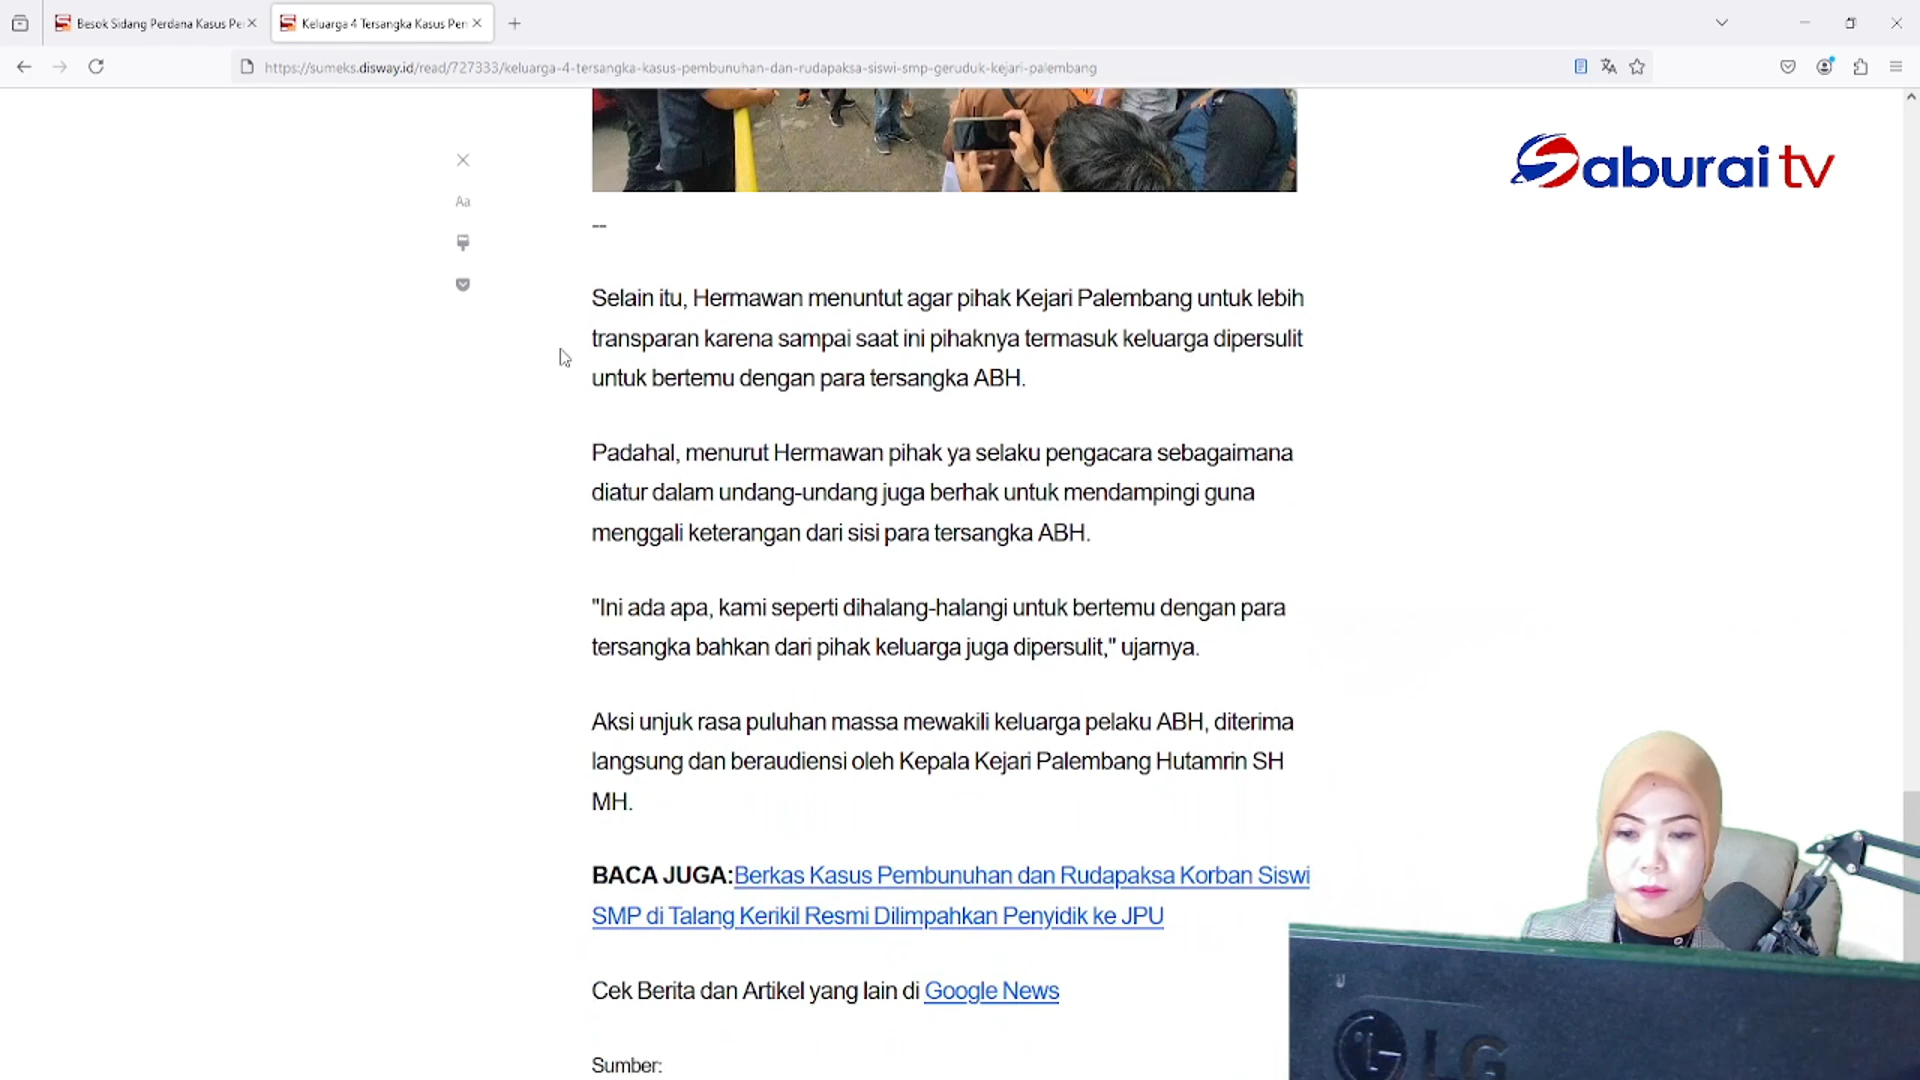 Besok Sidang Perdana Kasus Pe
Keluarga 4 Tersangka Kasus Pen
https://sumeks.disway.id/read/727333/keluarga-4-tersangka-kasus-pembunuhan-dan-rudapaksa-siswi-smp-geruduk-kejari-palembang
Saburai tv
Aa
--
Selain itu, Hermawan menuntut agar pihak Kejari Palembang untuk lebih
transparan karena sampai saat ini pihaknya termasuk keluarga dipersulit
untuk bertemu dengan para tersangka ABH.
Padahal, menurut Hermawan pihak ya selaku pengacara sebagaimana
diatur dalam undang-undang juga berhak untuk mendampingi guna
menggali keterangan dari sisi para tersangka ABH.
"Ini ada apa, kami seperti dihalang-halangi untuk bertemu dengan para
tersangka bahkan dari pihak keluarga juga dipersulit," ujarnya.
Aksi unjuk rasa puluhan massa mewakili keluarga pelaku ABH, diterima
langsung dan beraudiensi oleh Kepala Kejari Palembang Hutamrin SH
MH.
BACA JUGA:Berkas Kasus Pembunuhan dan Rudapaksa Korban Siswi
SMP di Talang Kerikil Resmi Dilimpahkan Penyidik ke JPU
Cek Berita dan Artikel yang lain di Google News
Sumber:
LG